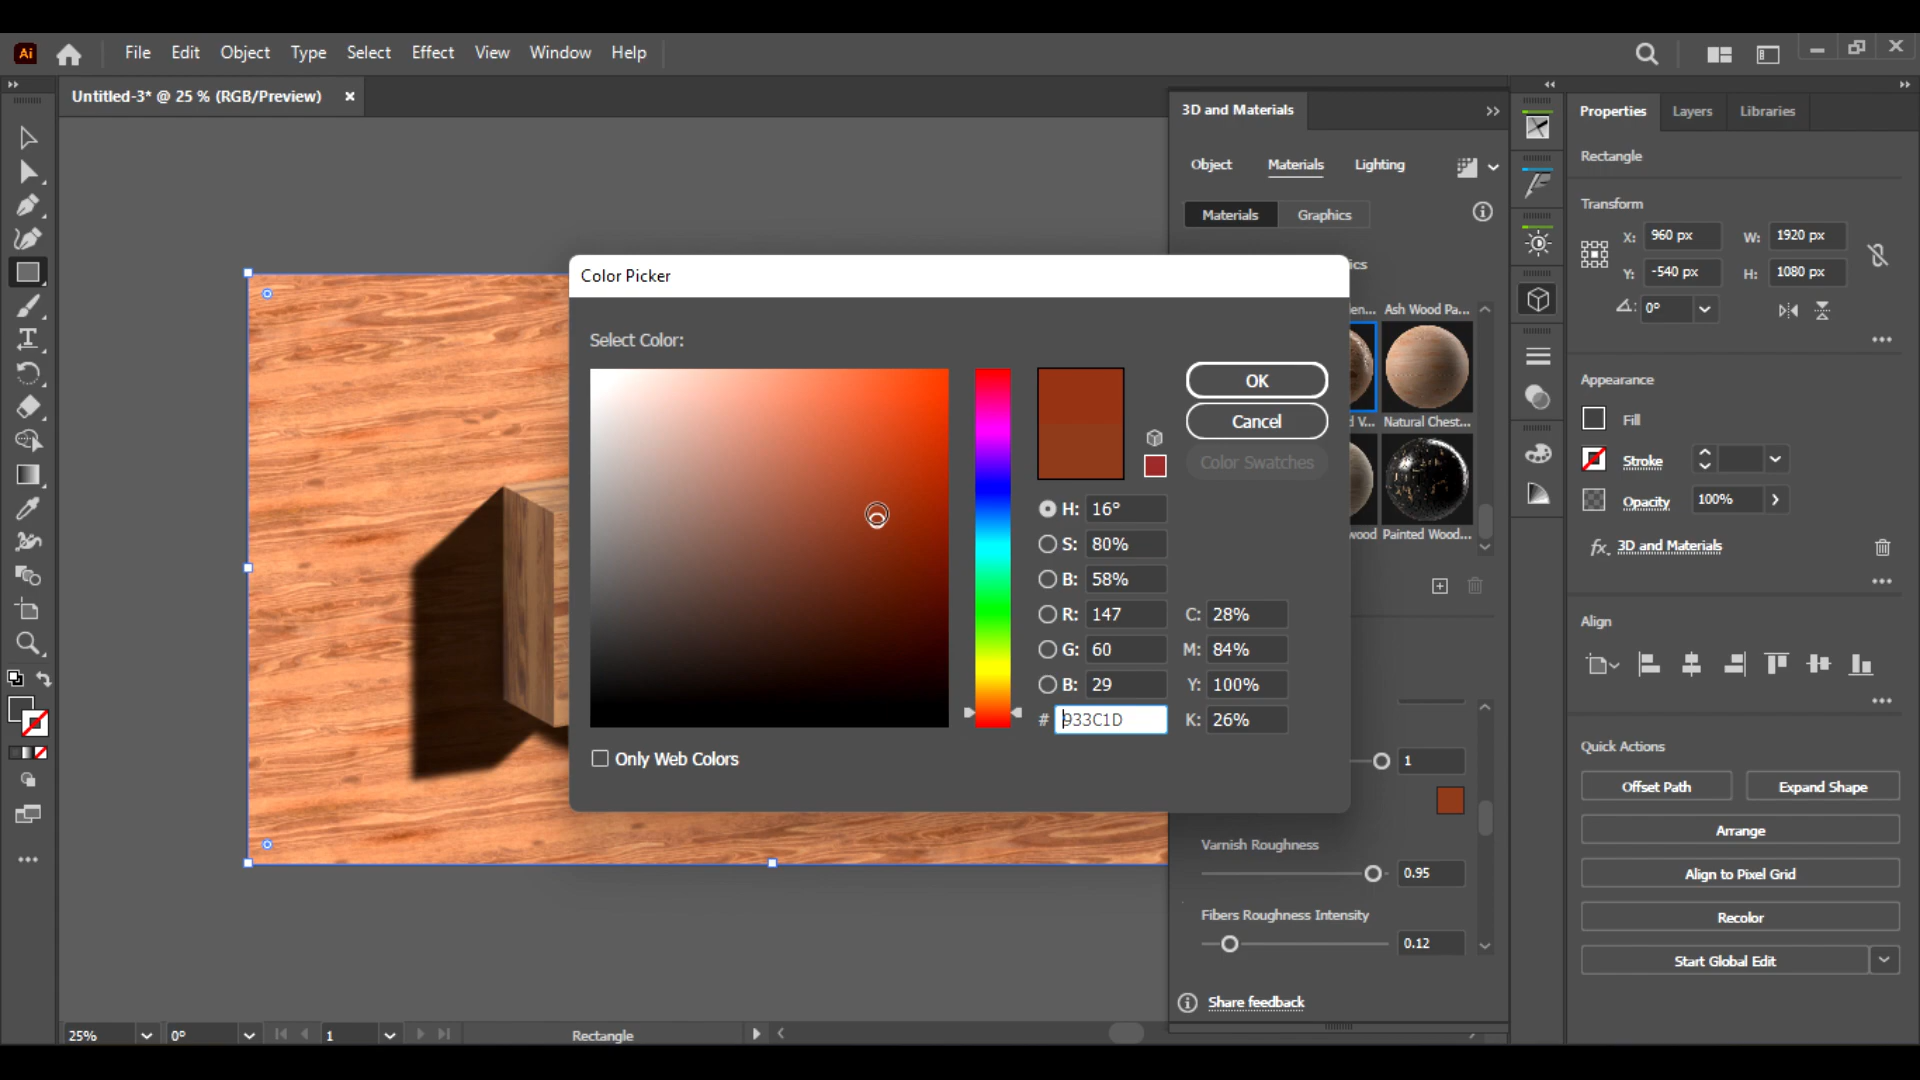 Ai File Edit Object Type Select Effect View Window Help
Untitled-3* @ 25 % (RGB/Preview)
3D and Materials
Object Materials Lighting
Materials Graphics
ics
en... Ash Wood Pa...
d V... Natural Chest...
wood Painted Wood...
1
Varnish Roughness
0.95
Fibers Roughness Intensity
0.12
Share feedback
Color Picker
Select Color:
OK
Cancel
Color Swatches
H: 16°
S: 80%
B: 58%
R: 147 C: 28%
G: 60 M: 84%
B: 29 Y: 100%
# 933C1D K: 26%
Only Web Colors
Properties Layers Libraries
Rectangle
Transform
X: 960 px W: 1920 px
Y: -540 px H: 1080 px
0°
Appearance
Fill
Stroke
Opacity 100%
fx. 3D and Materials
Align
Quick Actions
Offset Path Expand Shape
Arrange
Align to Pixel Grid
Recolor
Start Global Edit
25% 0° 1 Rectangle